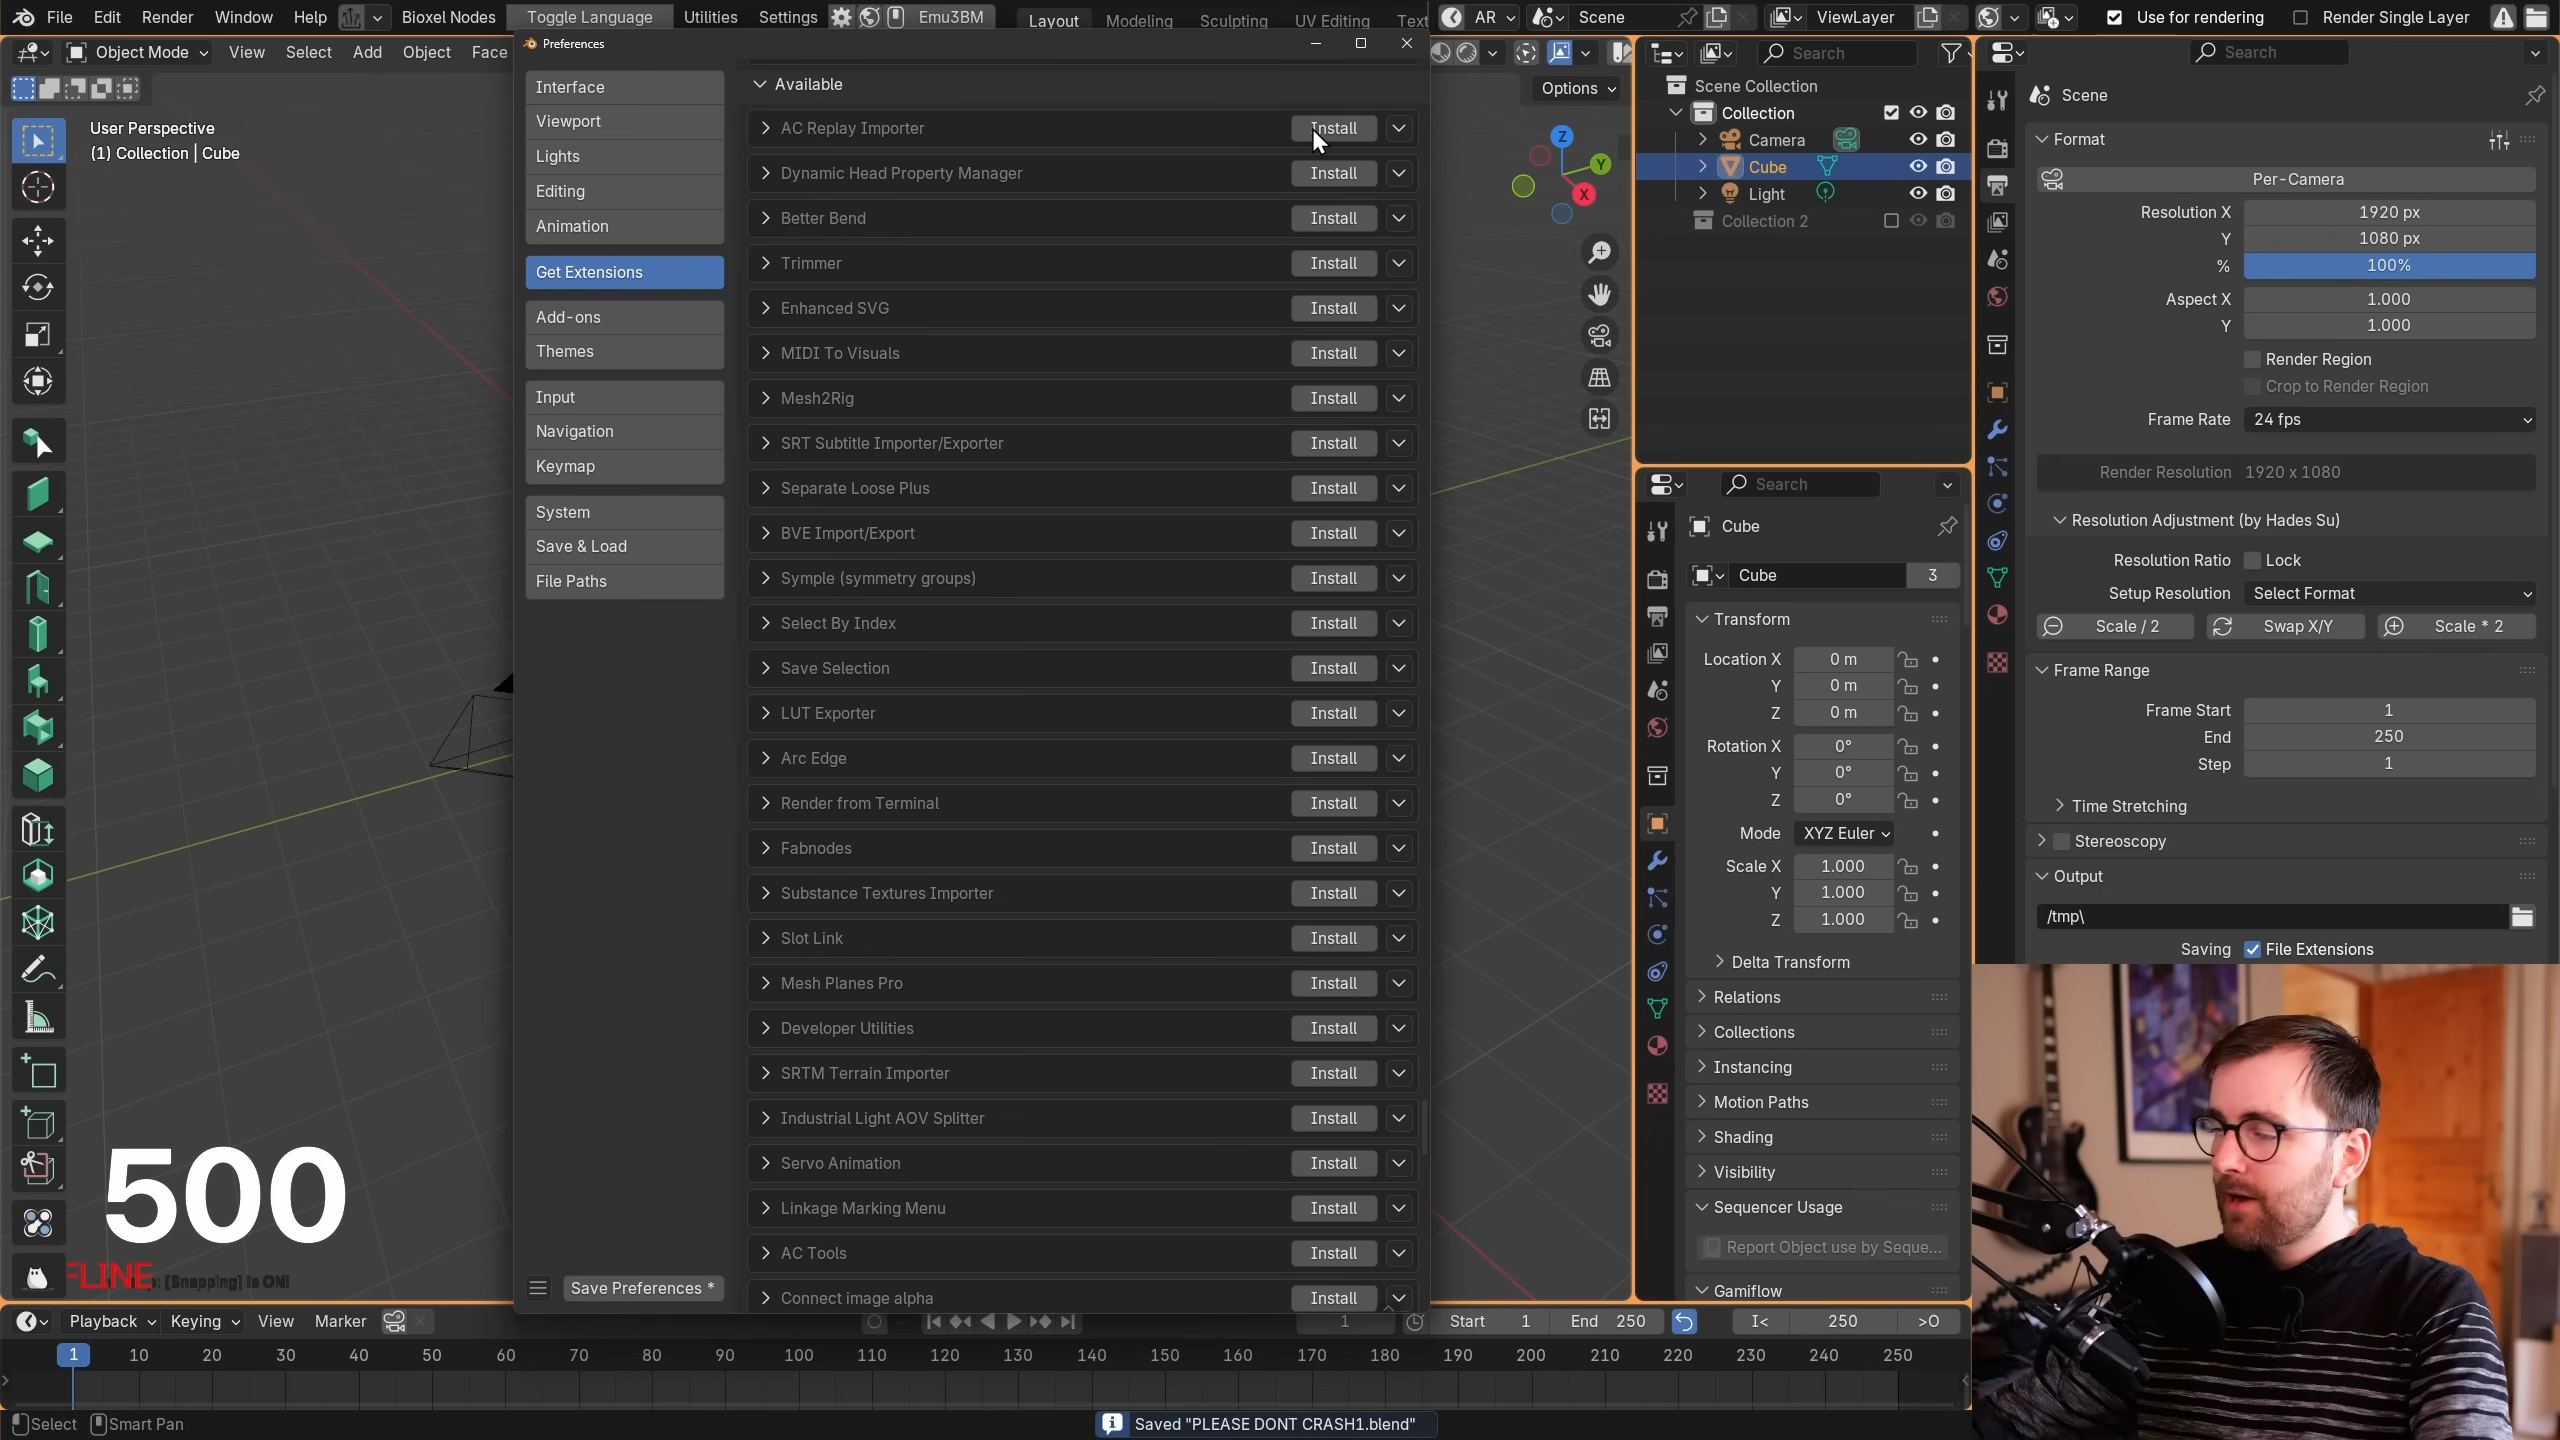 File Edit Render Window Help Bioxel Nodes Toggle Language Utilities Settings Emu3BM Layout Modeling Sculpting UV Editing Text AR Scene ViewLayer Use for rendering Render Single Layer
Object Mode View Select Add Object Face
User Perspective
(1) Collection | Cube
Preferences
Interface
Viewport
Lights
Editing
Animation
Get Extensions
Add-ons
Themes
Input
Navigation
Keymap
System
Save & Load
File Paths
Save Preferences *
Available
AC Replay Importer Install
Dynamic Head Property Manager Install
Better Bend Install
Trimmer Install
Enhanced SVG Install
MIDI To Visuals Install
Mesh2Rig Install
SRT Subtitle Importer/Exporter Install
Separate Loose Plus Install
BVE Import/Export Install
Symple (symmetry groups) Install
Select By Index Install
Save Selection Install
LUT Exporter Install
Arc Edge Install
Render from Terminal Install
Fabnodes Install
Substance Textures Importer Install
Slot Link Install
Mesh Planes Pro Install
Developer Utilities Install
SRTM Terrain Importer Install
Industrial Light AOV Splitter Install
Servo Animation Install
Linkage Marking Menu Install
AC Tools Install
Connect image alpha Install
Options
Z
Y
X
Search
Scene Collection
Collection
Camera
Cube
Light
Collection 2
Search
Cube
Cube 3
Transform
Location X 0 m
Y 0 m
Z 0 m
Rotation X 0°
Y 0°
Z 0°
Mode XYZ Euler
Scale X 1.000
Y 1.000
Z 1.000
Delta Transform
Relations
Collections
Instancing
Motion Paths
Shading
Visibility
Sequencer Usage
Report Object use by Seque...
Gamiflow
Search
Scene
Format
Per-Camera
Resolution X 1920 px
Y 1080 px
% 100%
Aspect X 1.000
Y 1.000
Render Region
Crop to Render Region
Frame Rate 24 fps
Render Resolution 1920 x 1080
Resolution Adjustment (by Hades Su)
Resolution Ratio Lock
Setup Resolution Select Format
Scale / 2 Swap X/Y Scale * 2
Frame Range
Frame Start 1
End 250
Step 1
Time Stretching
Stereoscopy
Output
/tmp\
Saving File Extensions
500
FLINE : [Snapping] is ON!
Playback Keying View Marker 1 Start 1 End 250 I< 250 >O
1 10 20 30 40 50 60 70 80 90 100 110 120 130 140 150 160 170 180 190 200 210 220 230 240 250
Select Smart Pan Saved "PLEASE DONT CRASH1.blend"